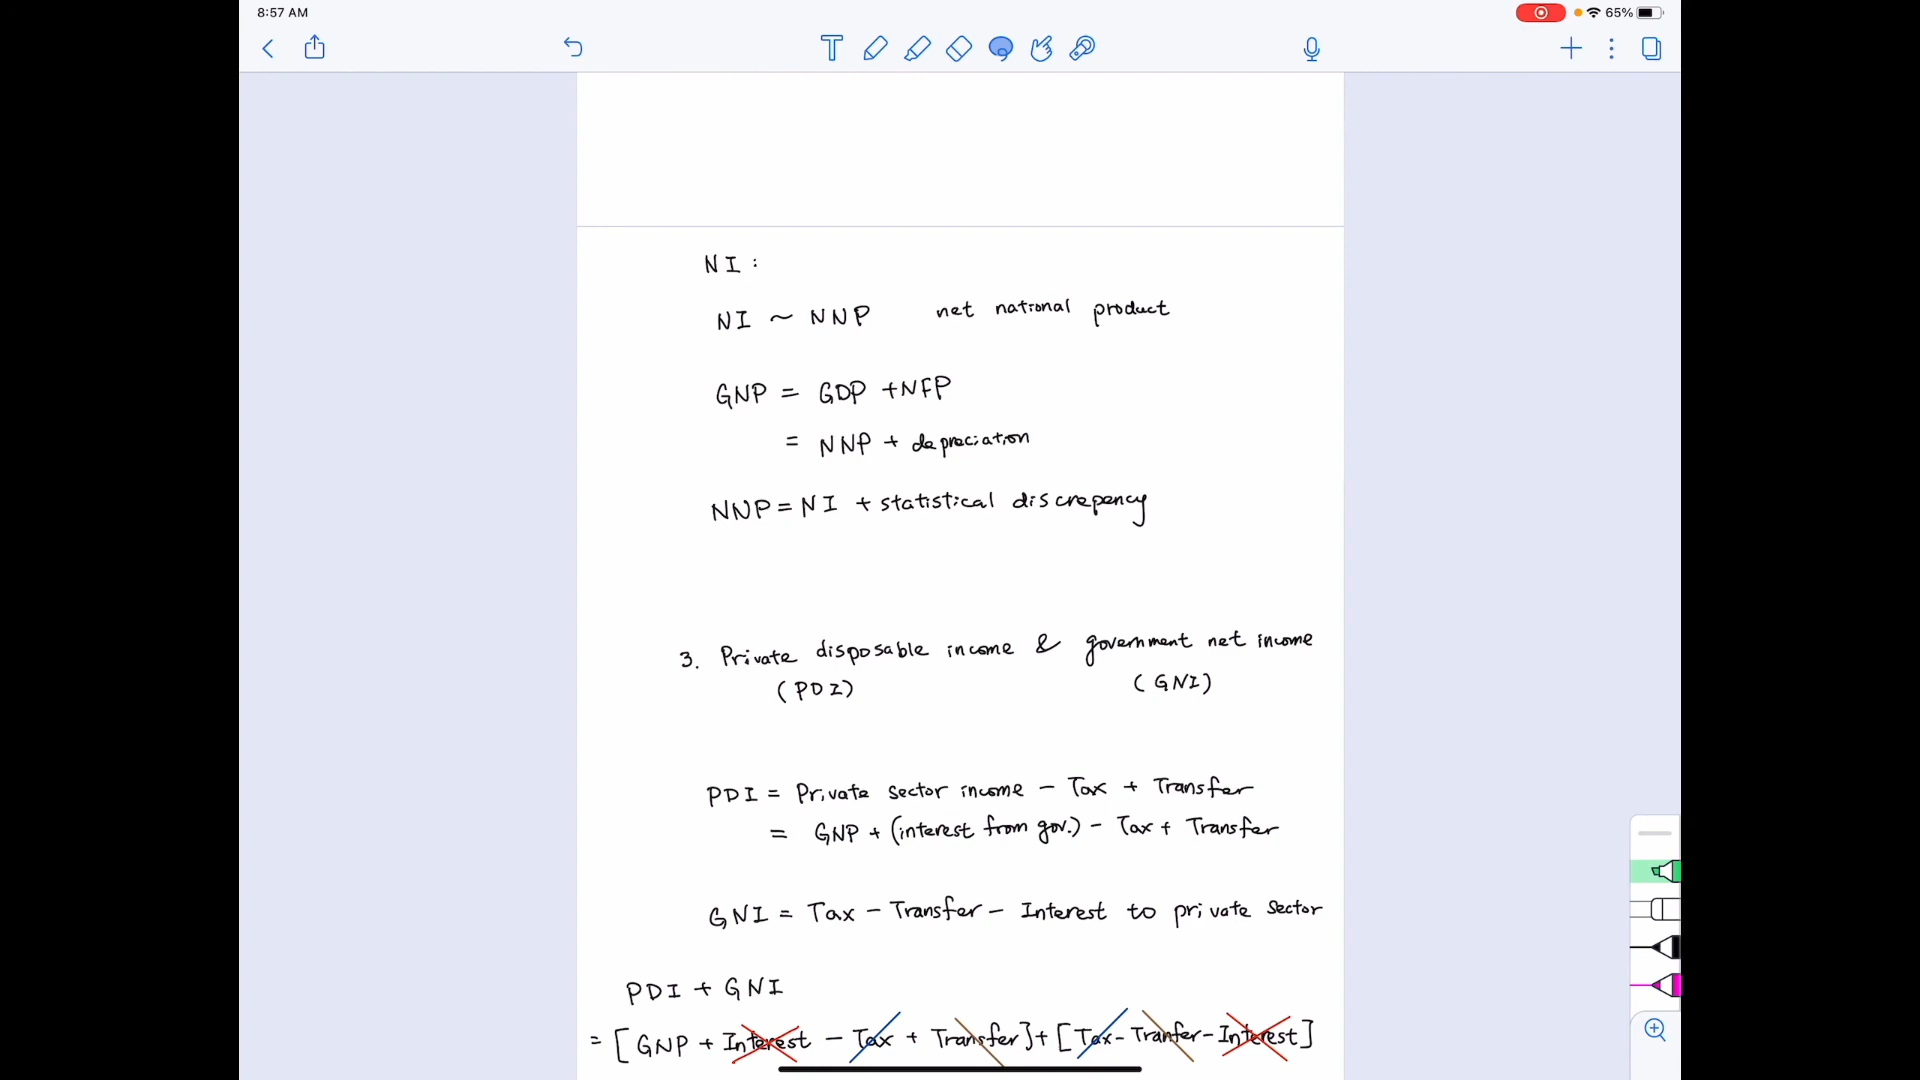 8:57 AM
65%
NI :
NI ~ NNP net national product
GNP = GDP + NFP
= NNP + depreciation
NNP = NI + statistical discrepency
3. Private disposable income & government net income
(PDI) (GNI)
PDI = Private sector income - Tax + Transfer
= GNP + (interest from gov.) - Tax + Transfer
GNI = Tax - Transfer - Interest to private sector
PDI + GNI
= [GNP + Interest - Tax + Transfer] + [Tax - Tranfer - Interest]